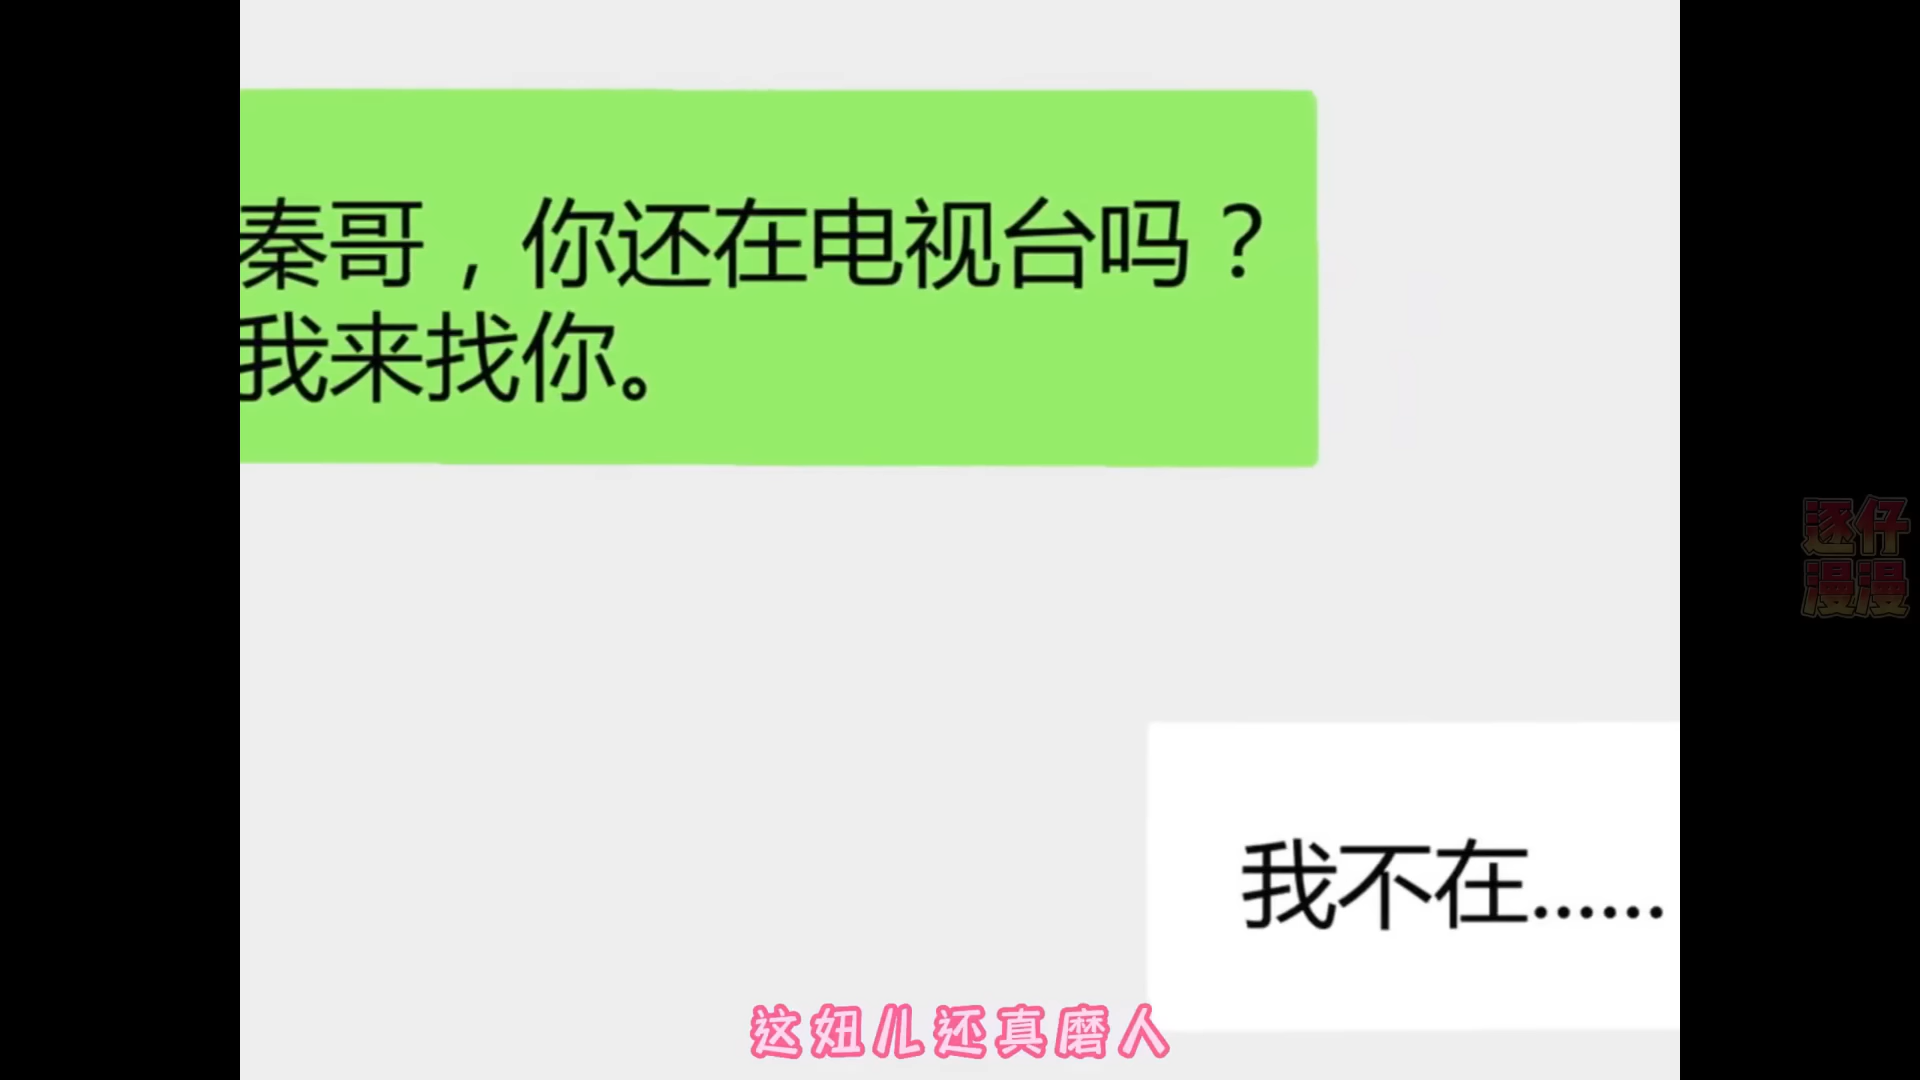 秦哥，你还在电视台吗？
我来找你。
逐仔
漫漫
我不在......
这妞儿还真磨人